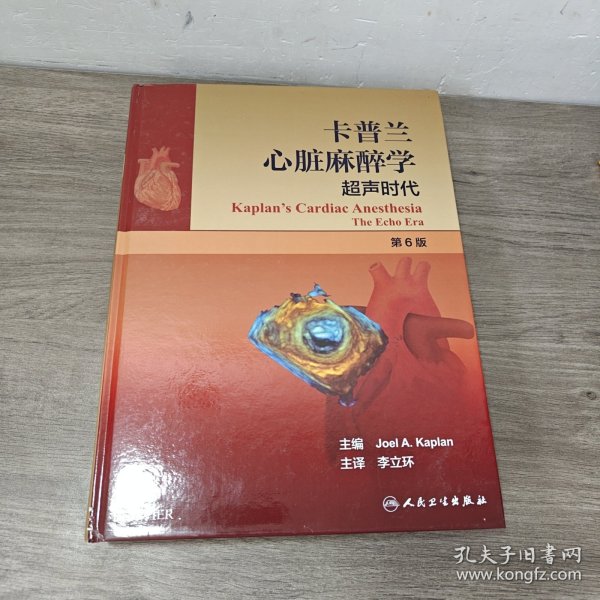 卡普兰
心脏麻醉学
超声时代
Kaplan's Cardiac Anesthesia
The Echo Era
第6版
主编 Joel A. Kaplan
主译 李立环
人民卫生出版社
孔夫子旧书网
www.kongfz.com